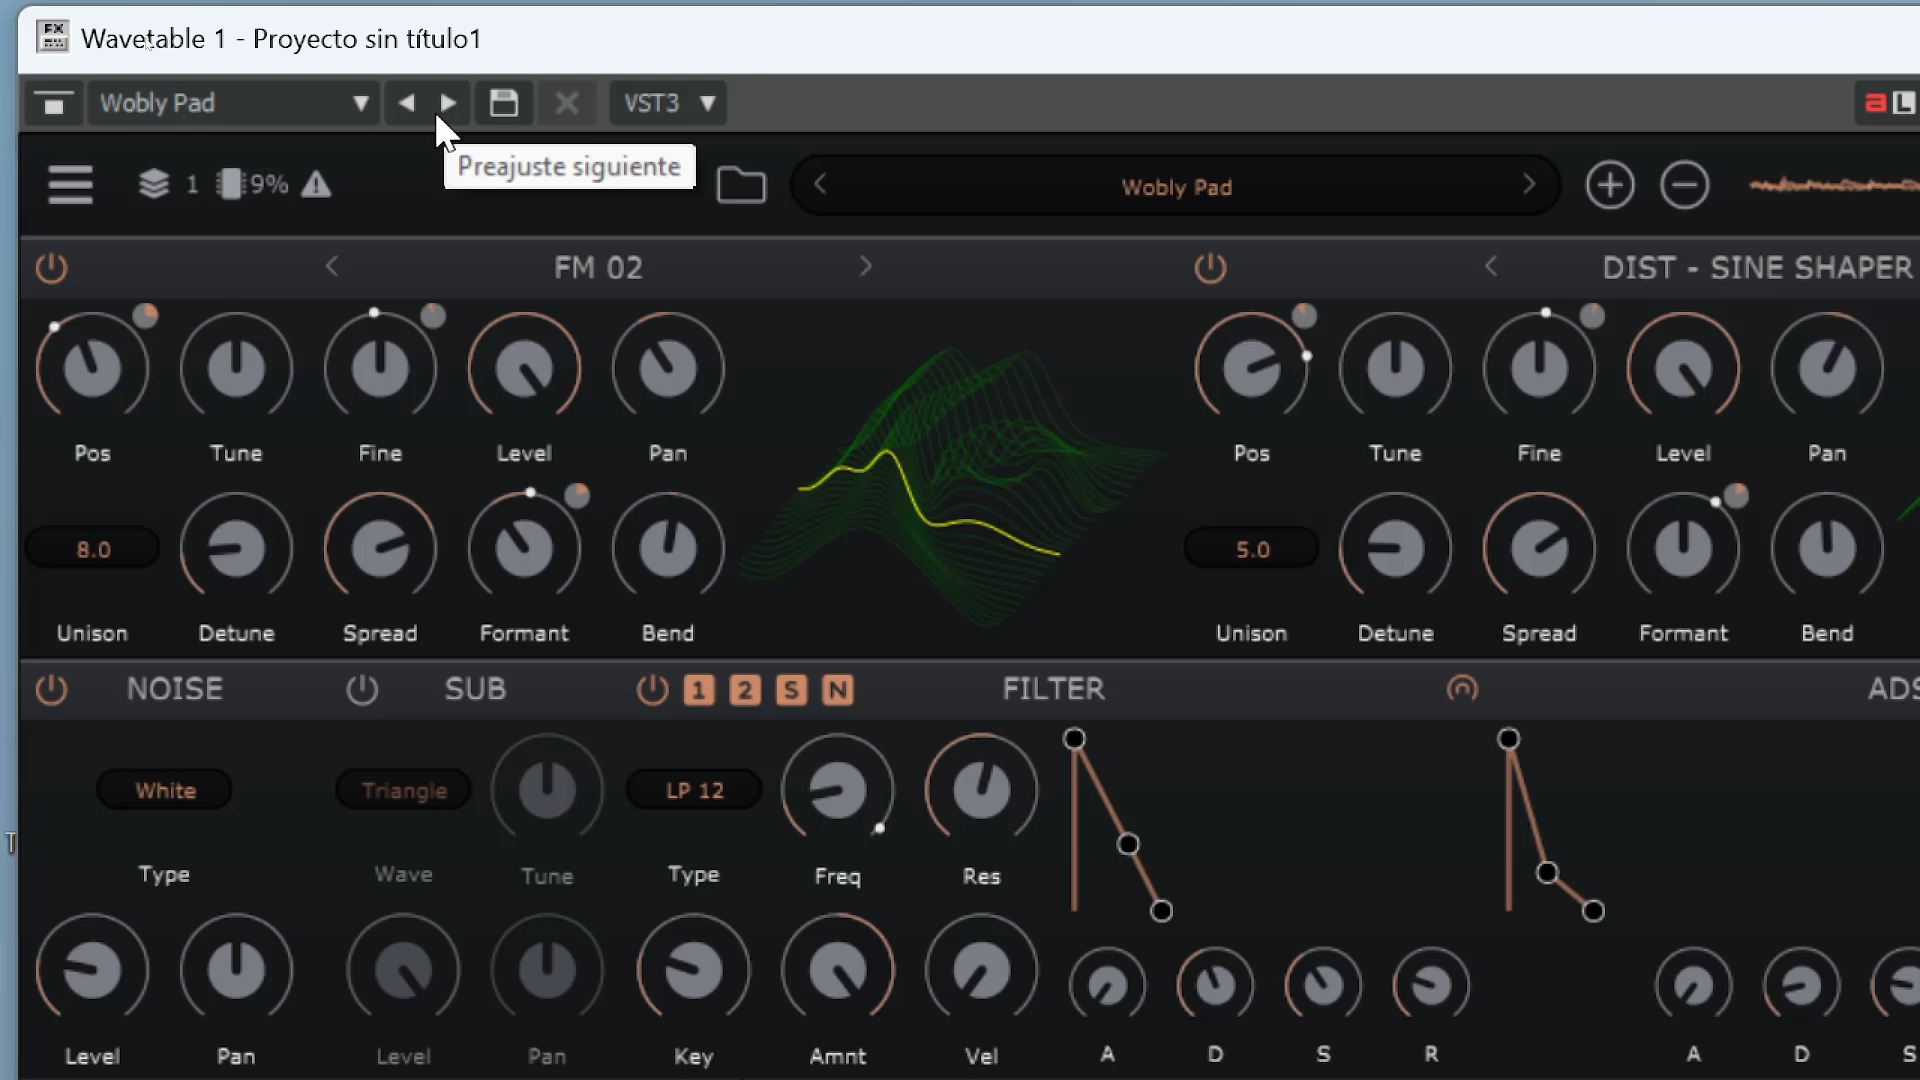 FX
Wavetable 1 - Proyecto sin título1
Wobly Pad
VST3
a L
Preajuste siguiente
1
9%
Wobly Pad
FM 02
DIST - SINE SHAPER
Pos
Tune
Fine
Level
Pan
Pos
Tune
Fine
Level
Pan
8.0
5.0
Unison
Detune
Spread
Formant
Bend
Unison
Detune
Spread
Formant
Bend
NOISE
SUB
1 2 S N
FILTER
ADS
White
Triangle
LP 12
Type
Wave
Tune
Type
Freq
Res
Level
Pan
Level
Pan
Key
Amnt
Vel
A
D
S
R
A
D
S